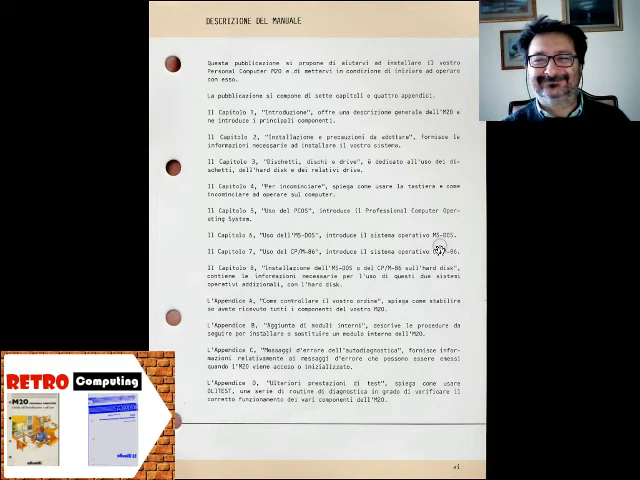 DESCRIZIONE DEL MANUALE
Questa pubblicazione si propone di aiutarvi ad installare il vostro
Personal Computer M20 e di mettervi in condizione di iniziare ad operare
con esso.
La pubblicazione si compone di sette capitoli e quattro appendici.
Il Capitolo 1, "Introduzione", offre una descrizione generale dell'M20 e
ne introduce i principali componenti.
Il Capitolo 2, "Installazione e precauzioni da adottare", fornisce le
informazioni necessarie ad installare il vostro sistema.
Il Capitolo 3, "Dischetti, dischi e drive", è dedicato all'uso dei di-
schetti, dell'hard disk e dei relativi drive.
Il Capitolo 4, "Per incominciare", spiega come usare la tastiera e come
incominciare ad operare sul computer.
Il Capitolo 5, "Uso del PCOS", introduce il Professional Computer Oper-
ating System.
Il Capitolo 6, "Uso dell'MS-DOS", introduce il sistema operativo MS-DOS.
Il Capitolo 7, "Uso del CP/M-86", introduce il sistema operativo -86.
Il Capitolo 8, "Installazione dell'MS-DOS o del CP/M-86 sull'hard disk",
contiene le informazioni necessarie per l'uso di questi due sistemi
operativi addizionali, con l'hard disk.
L'Appendice A, "Come controllare il vostro ordine", spiega come stabilire
se avete ricevuto tutti i componenti del vostro M20.
L'Appendice B, "Aggiunta di moduli interni", descrive le procedure da
seguire per installare o sostituire un modulo interno dell'M20.
L'Appendice C, "Messaggi d'errore dell'autodiagnostica", fornisce infor-
mazioni relativamente ai messaggi d'errore che possono essere emessi
quando l'M20 viene acceso o inizializzato.
L'Appendice D, "Ulteriori prestazioni di test", spiega come usare
OLITEST, una serie di routine di diagnostica in grado di verificare il
corretto funzionamento dei vari componenti dell'M20.
xi
RETRO Computing
M20
olivetti
olivetti